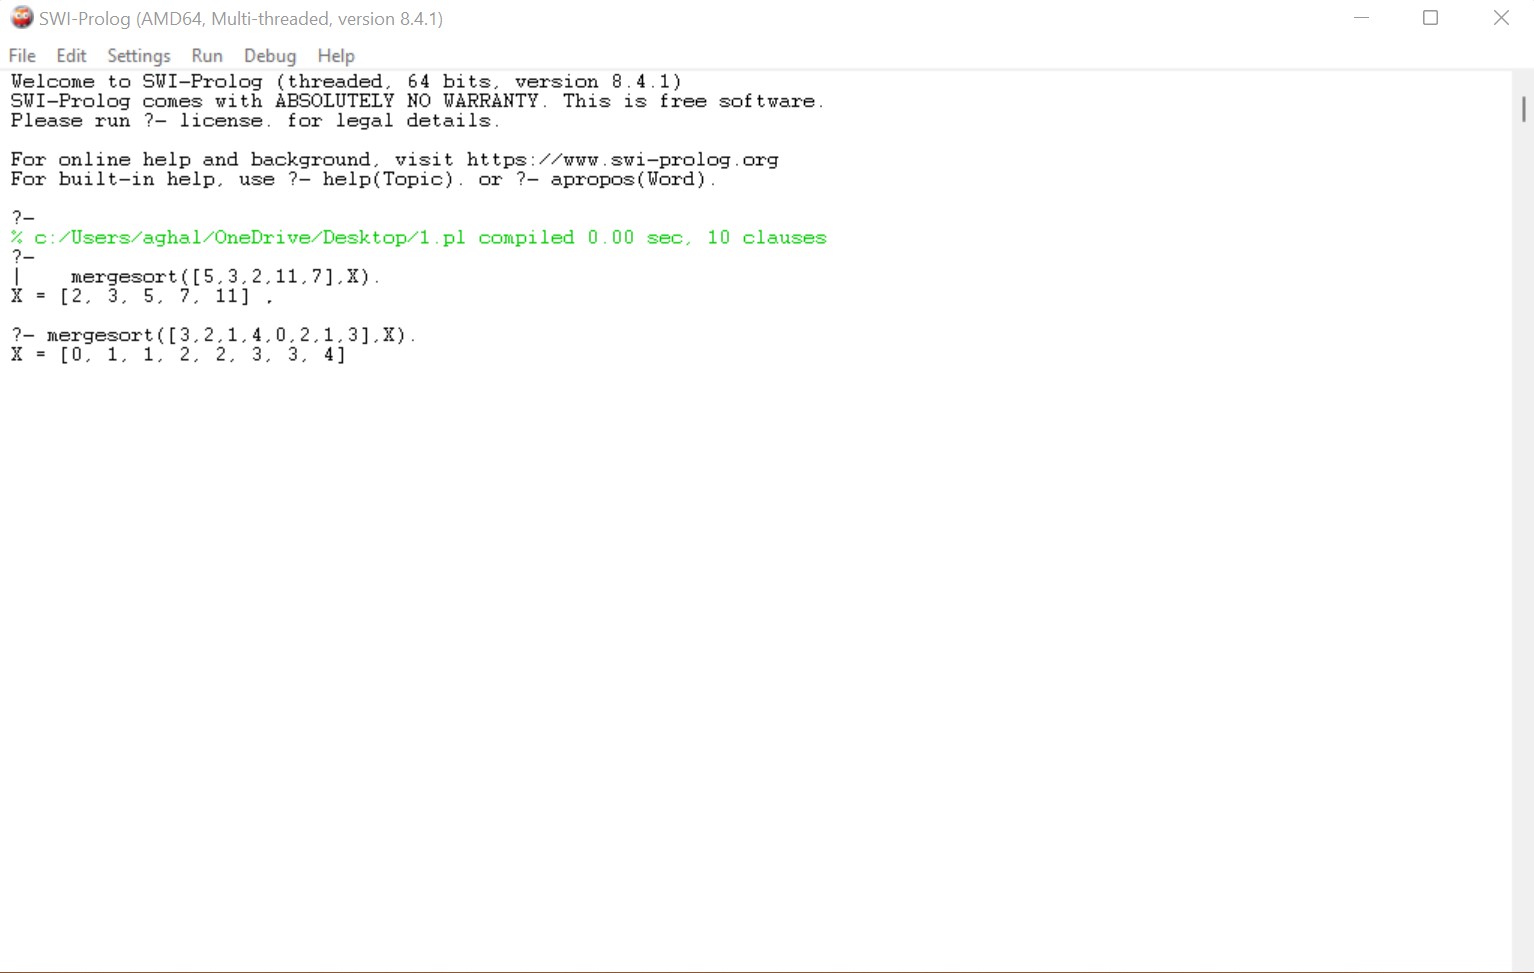 SWI-Prolog (AMD64, Multi-threaded, version 8.4.1)
File Edit Settings Run Debug Help
Welcome to SWI-Prolog (threaded, 64 bits, version 8.4.1)
SWI-Prolog comes with ABSOLUTELY NO WARRANTY. This is free software.
Please run ?- license. for legal details.
For online help and background, visit https://www.swi-prolog.org
For built-in help, use ?- help(Topic). or ?- apropos(Word).
?-
% c:/Users/aghal/OneDrive/Desktop/1.pl compiled 0.00 sec, 10 clauses
?-
|    mergesort([5,3,2,11,7],X).
X = [2, 3, 5, 7, 11] .
?- mergesort([3,2,1,4,0,2,1,3],X).
X = [0, 1, 1, 2, 2, 3, 3, 4]